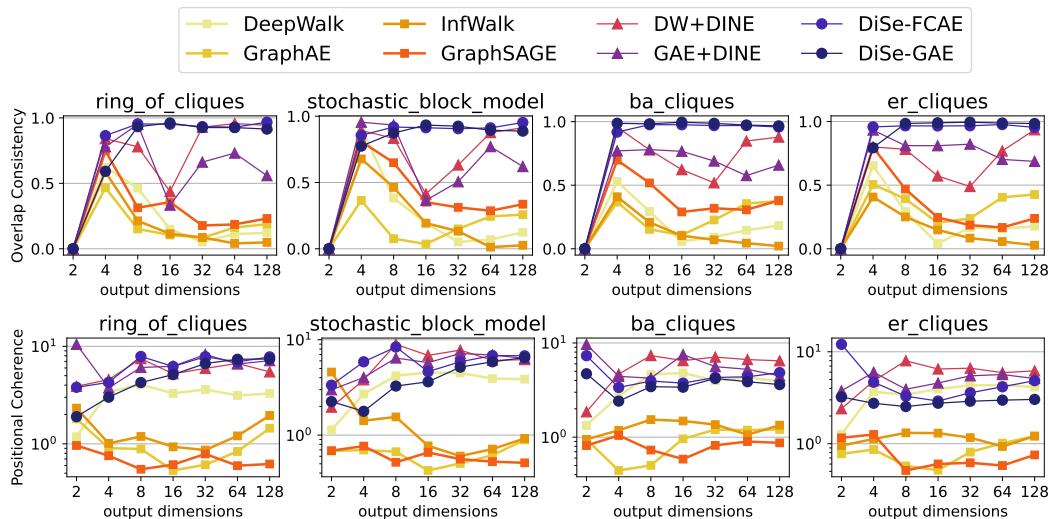 DeepWalk InfWalk DW+DINE DiSe-FCAE
GraphAE GraphSAGE GAE+DINE DiSe-GAE
ring_of_cliques stochastic_block_model ba_cliques er_cliques
Overlap Consistency
1.0 1.0 1.0 1.0
0.5 0.5 0.5 0.5
0.0 0.0 0.0 0.0
2 4 8 16 32 64 128 2 4 8 16 32 64 128 2 4 8 16 32 64 128 2 4 8 16 32 64 128
output dimensions output dimensions output dimensions output dimensions
ring_of_cliques stochastic_block_model ba_cliques er_cliques
Positional Coherence
10¹ 10¹ 10¹ 10¹
10⁰ 10⁰ 10⁰ 10⁰
2 4 8 16 32 64 128 2 4 8 16 32 64 128 2 4 8 16 32 64 128 2 4 8 16 32 64 128
output dimensions output dimensions output dimensions output dimensions